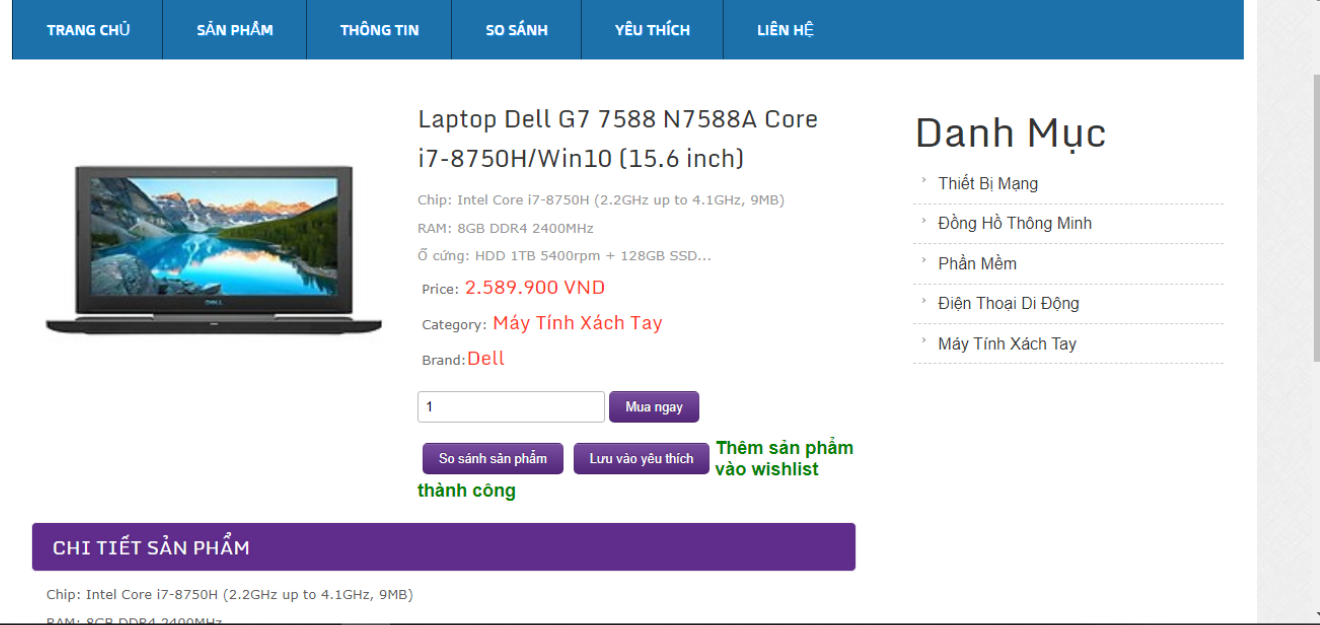 TRANG CHỦ SẢN PHẨM THÔNG TIN SO SÁNH YÊU THÍCH LIÊN HỆ
Laptop Dell G7 7588 N7588A Core
i7-8750H/Win10 (15.6 inch)
Chip: Intel Core i7-8750H (2.2GHz up to 4.1GHz, 9MB)
RAM: 8GB DDR4 2400MHz
Ổ cứng: HDD 1TB 5400rpm + 128GB SSD...
Price: 2.589.900 VND
Category: Máy Tính Xách Tay
Brand:Dell
1 Mua ngay
So sánh sản phẩm Lưu vào yêu thích Thêm sản phẩm
vào wishlist
thành công
DELL
Danh Mục
Thiết Bị Mạng
Đồng Hồ Thông Minh
Phần Mềm
Điện Thoại Di Động
Máy Tính Xách Tay
CHI TIẾT SẢN PHẨM
Chip: Intel Core i7-8750H (2.2GHz up to 4.1GHz, 9MB)
RAM: 8GB DDR4 2400MHz